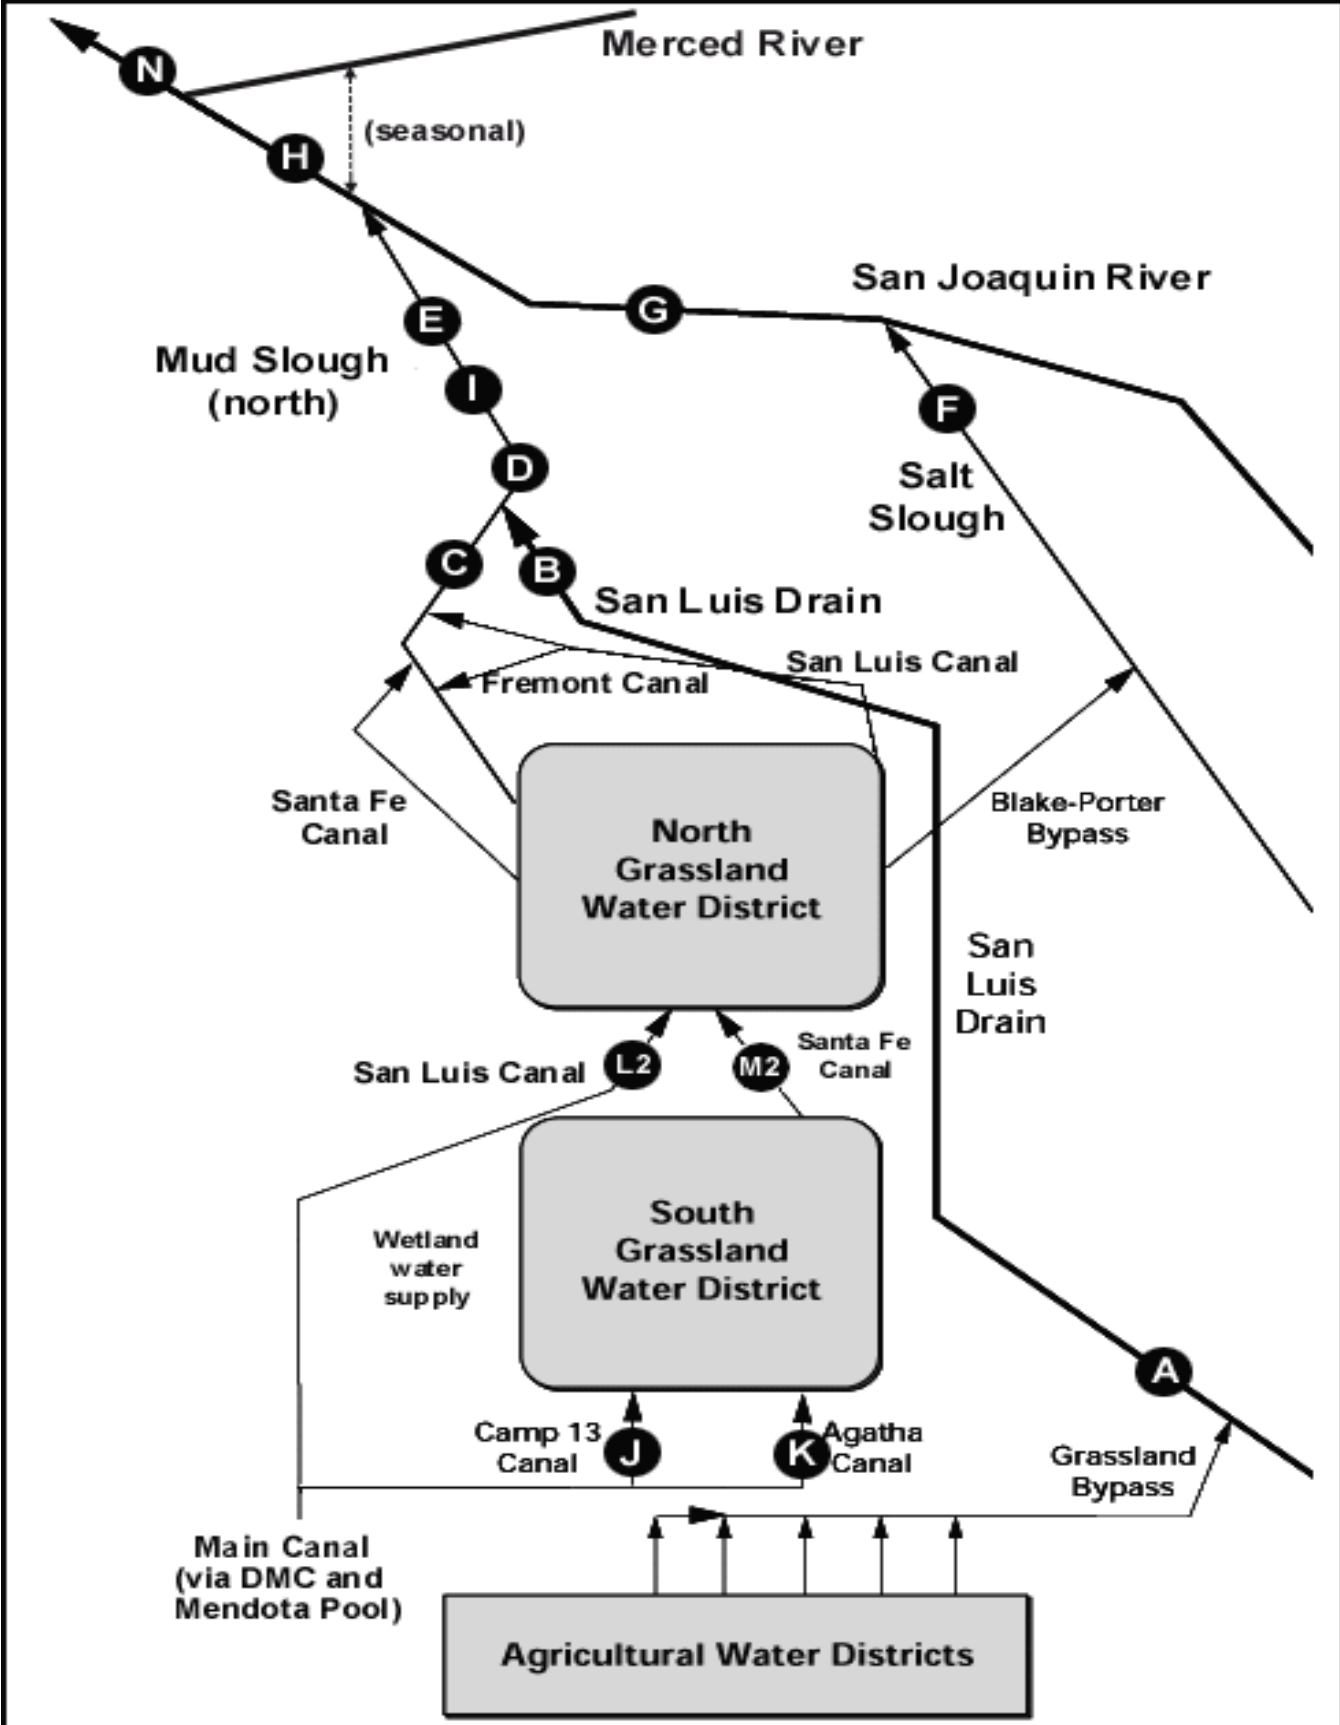 Merced River
N
(seasonal)
H
San Joaquin River
G
E
Mud Slough
(north)
I
F
D
Salt
Slough
C
B
San Luis Drain
San Luis Canal
Fremont Canal
Santa Fe
Canal
North
Grassland
Water District
Blake-Porter
Bypass
San
Luis
Drain
San Luis Canal
L2
M2
Santa Fe
Canal
South
Grassland
Water District
Wetland
water
supply
A
Camp 13
Canal
J
K
Agatha
Canal
Grassland
Bypass
Main Canal
(via DMC and
Mendota Pool)
Agricultural Water Districts